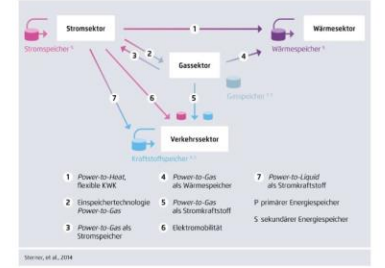 Stromsektor
1
Wärmesektor
Stromspeicher
Wärmespeicher
3
2
4
Gassektor
Gasspeicher
7
6
5
Verkehrssektor
Kraftstoffspeicher
1 Power-to-Heat,
flexible KWK
2 Einspeichertechnologie
Power-to-Gas
3 Power-to-Gas als
Stromspeicher
4 Power-to-Gas
als Wärmespeicher
5 Power-to-Gas
als Stromkraftstoff
6 Elektromobilität
7 Power-to-Liquid
als Stromkraftstoff
P primärer Energiespeicher
S sekundärer Energiespeicher
Sterner, et al., 2014